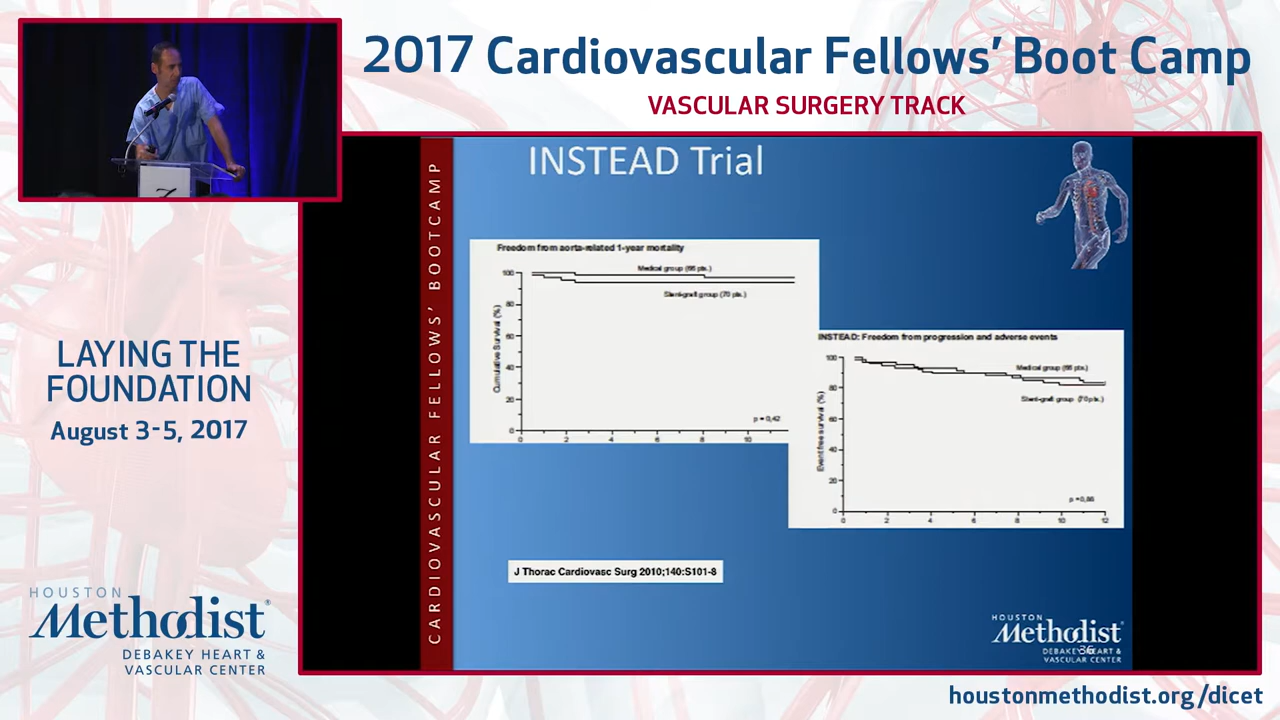 2017 Cardiovascular Fellows' Boot Camp
VASCULAR SURGERY TRACK
LAYING THE
FOUNDATION
August 3-5, 2017
HOUSTON
Methodist®
DEBAKEY HEART &
VASCULAR CENTER
CARDIOVASCULAR FELLOWS' BOOTCAMP
INSTEAD Trial
Freedom from aorta-related 1-year mortality
Medical group (66 pts.)
Stent-graft group (70 pts.)
Cumulative Survival (%)
100
80
60
40
20
0
p = 0,42
0 2 4 6 8 10
INSTEAD: Freedom from progression and adverse events
Medical group (66 pts.)
Stent-graft group (70 pts.)
Event free survival (%)
100
80
60
40
20
0
p = 0,86
0 2 4 6 8 10 12
J Thorac Cardiovasc Surg 2010;140:S101-8
HOUSTON
Methodist®
DEBAKEY HEART &
VASCULAR CENTER
36
houstonmethodist.org/dicet